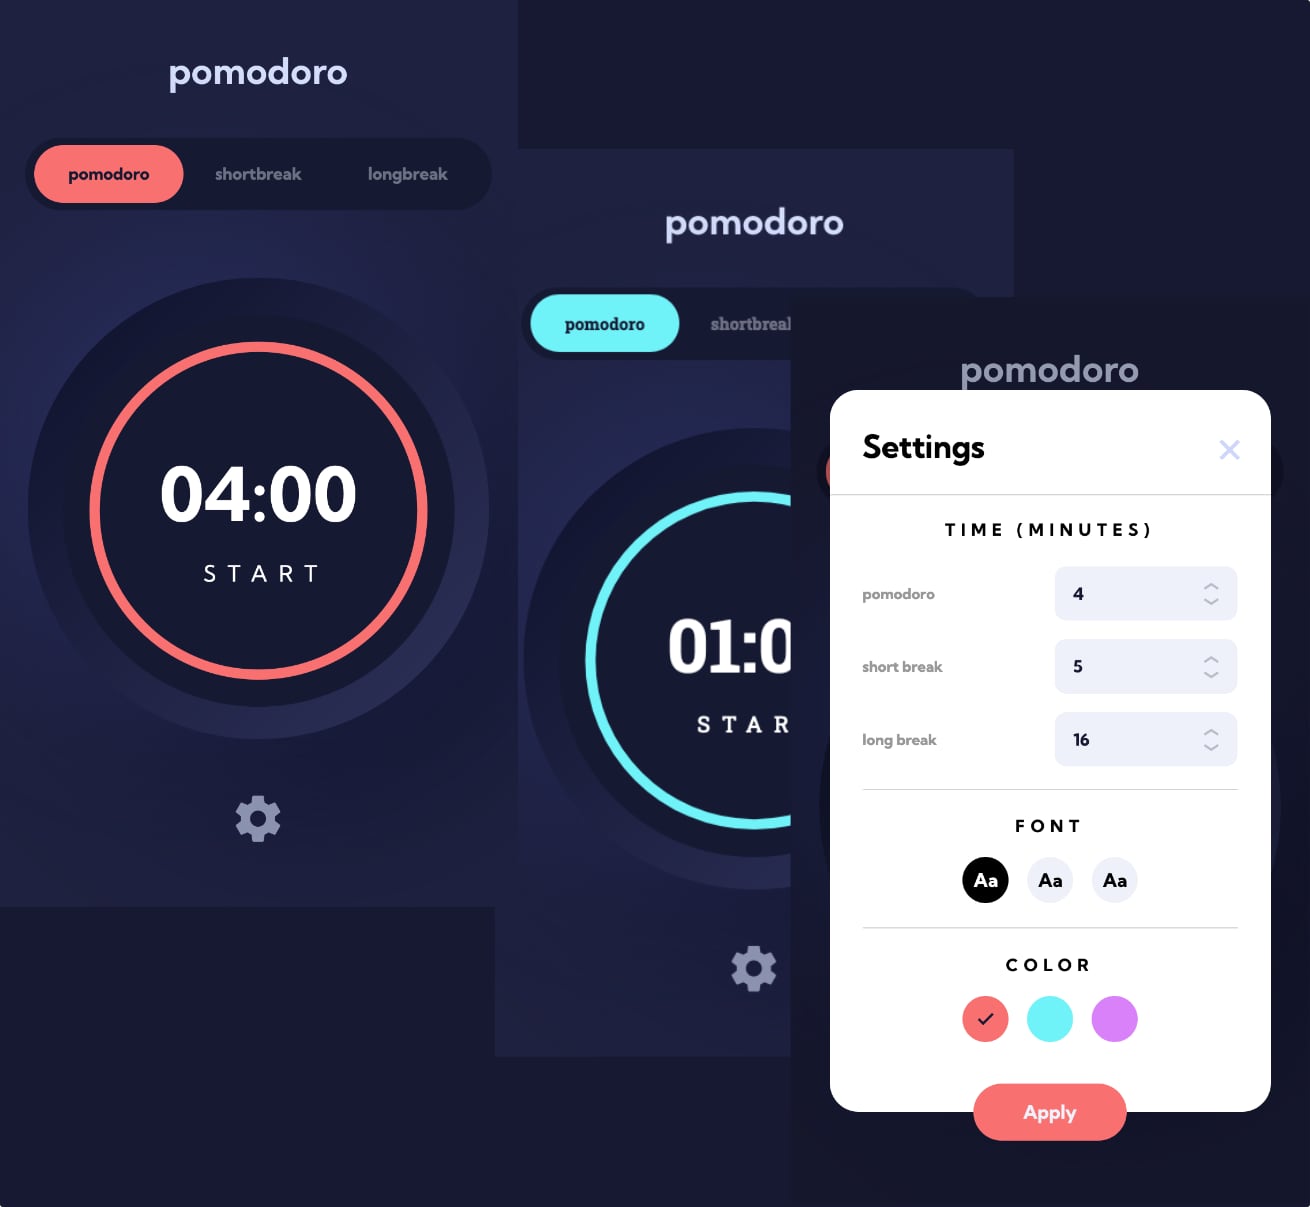 pomodoro
pomodoro shortbreak longbreak
04:00
START
pomodoro
pomodoro
01:0
STAR
pomodoro
Settings
TIME (MINUTES)
pomodoro 4
short break 5
long break 16
FONT
Aa Aa Aa
COLOR
Apply